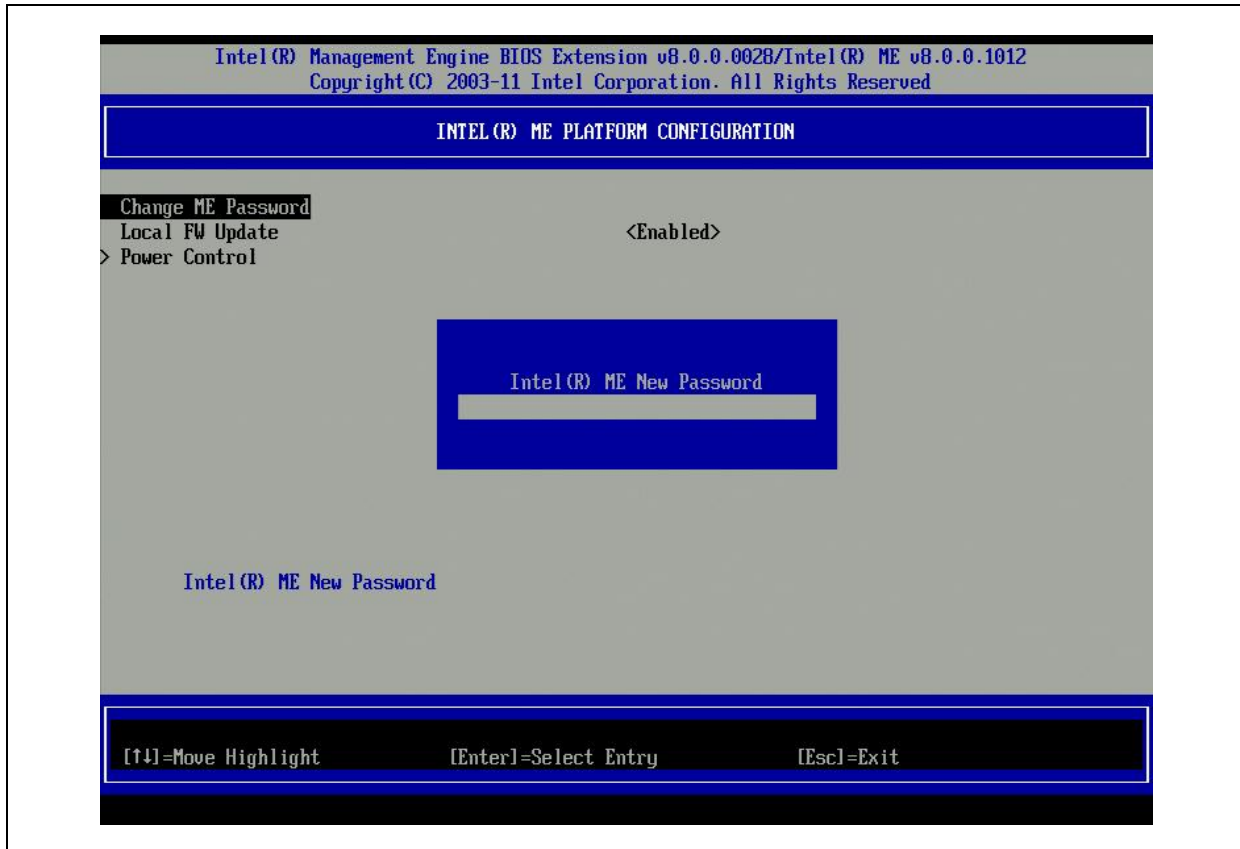 Intel(R) Management Engine BIOS Extension v8.0.0.0028/Intel(R) ME v8.0.0.1012
Copyright(C) 2003-11 Intel Corporation. All Rights Reserved
INTEL(R) ME PLATFORM CONFIGURATION
Change ME Password
Local FW Update <Enabled>
> Power Control
Intel(R) ME New Password
Intel(R) ME New Password
[↑↓]=Move Highlight [Enter]=Select Entry [Esc]=Exit